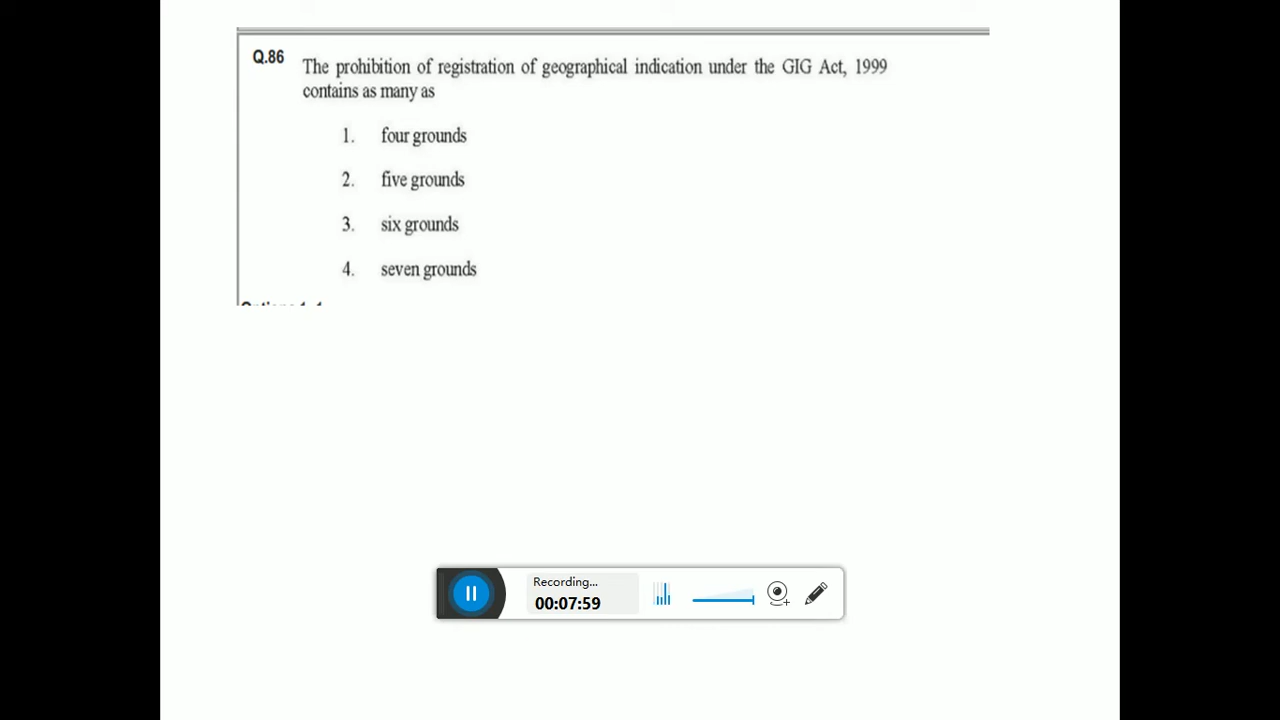 Q.86
The prohibition of registration of geographical indication under the GIG Act, 1999
contains as many as
1. four grounds
2. five grounds
3. six grounds
4. seven grounds
Recording...
00:07:59